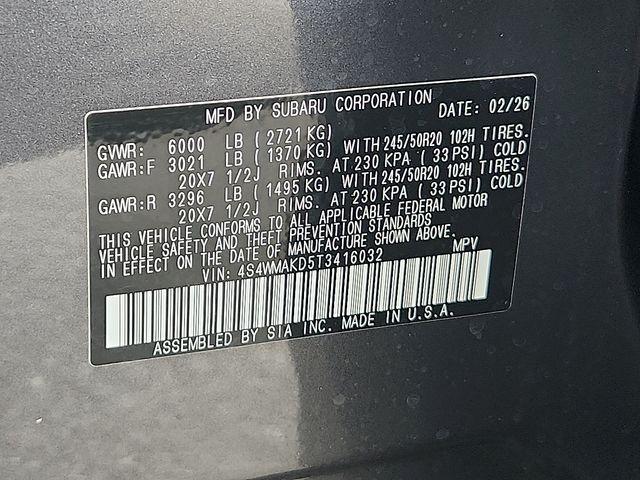 MFD BY SUBARU CORPORATION DATE: 02/26
GVWR: 6000 LB (2721 KG)
GAWR:F 3021 LB (1370 KG) WITH 245/50R20 102H TIRES.
20X7 1/2J RIMS. AT 230 KPA (33 PSI) COLD
GAWR:R 3296 LB (1495 KG) WITH 245/50R20 102H TIRES.
20X7 1/2J RIMS. AT 230 KPA (33 PSI) COLD
THIS VEHICLE CONFORMS TO ALL APPLICABLE FEDERAL MOTOR
VEHICLE SAFETY AND THEFT PREVENTION STANDARDS
IN EFFECT ON THE DATE OF MANUFACTURE SHOWN ABOVE.
VIN: 4S4WMAKD5T3416032 MPV
ASSEMBLED BY SIA INC. MADE IN U.S.A.